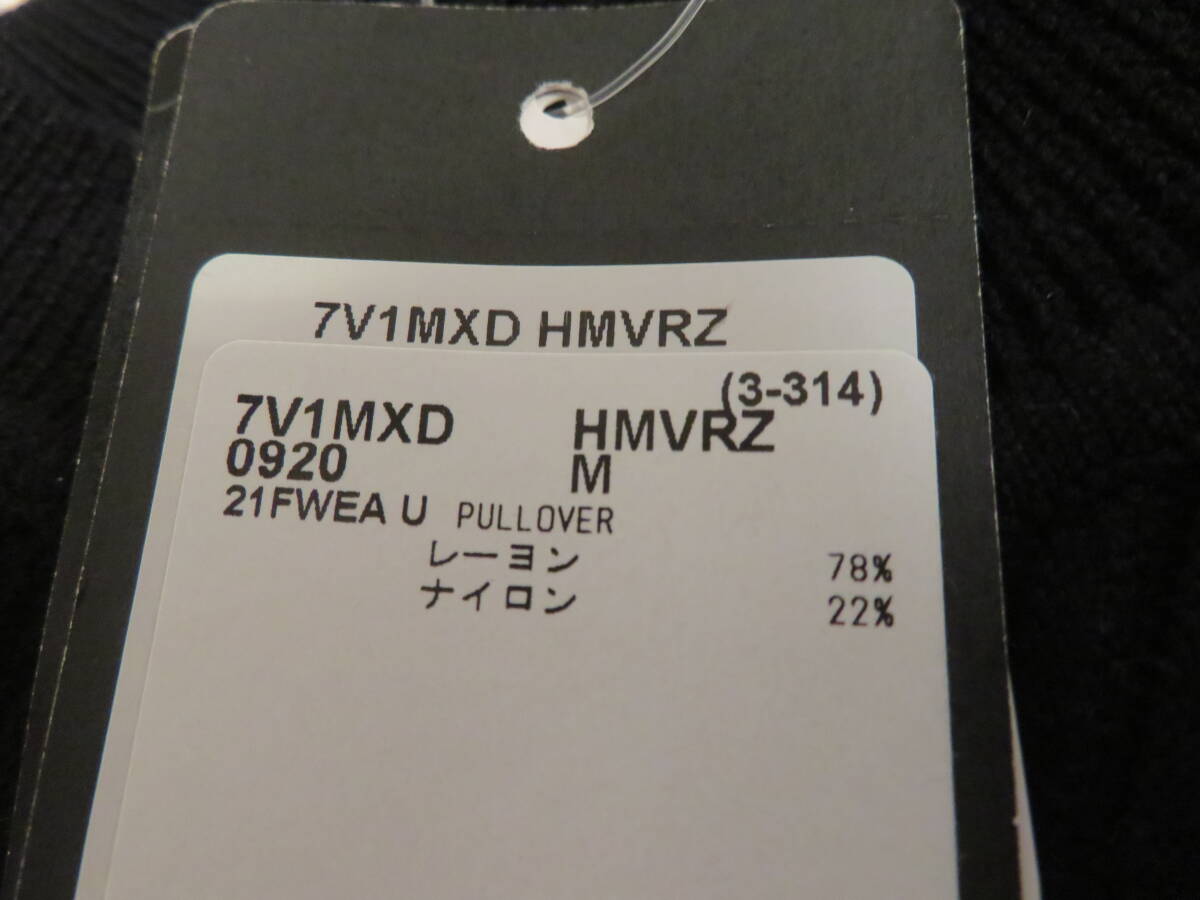 7V1MXD HMVRZ
(3-314)
7V1MXD HMVRZ
0920 M
21FWEA U PULLOVER
レーヨン 78%
ナイロン 22%